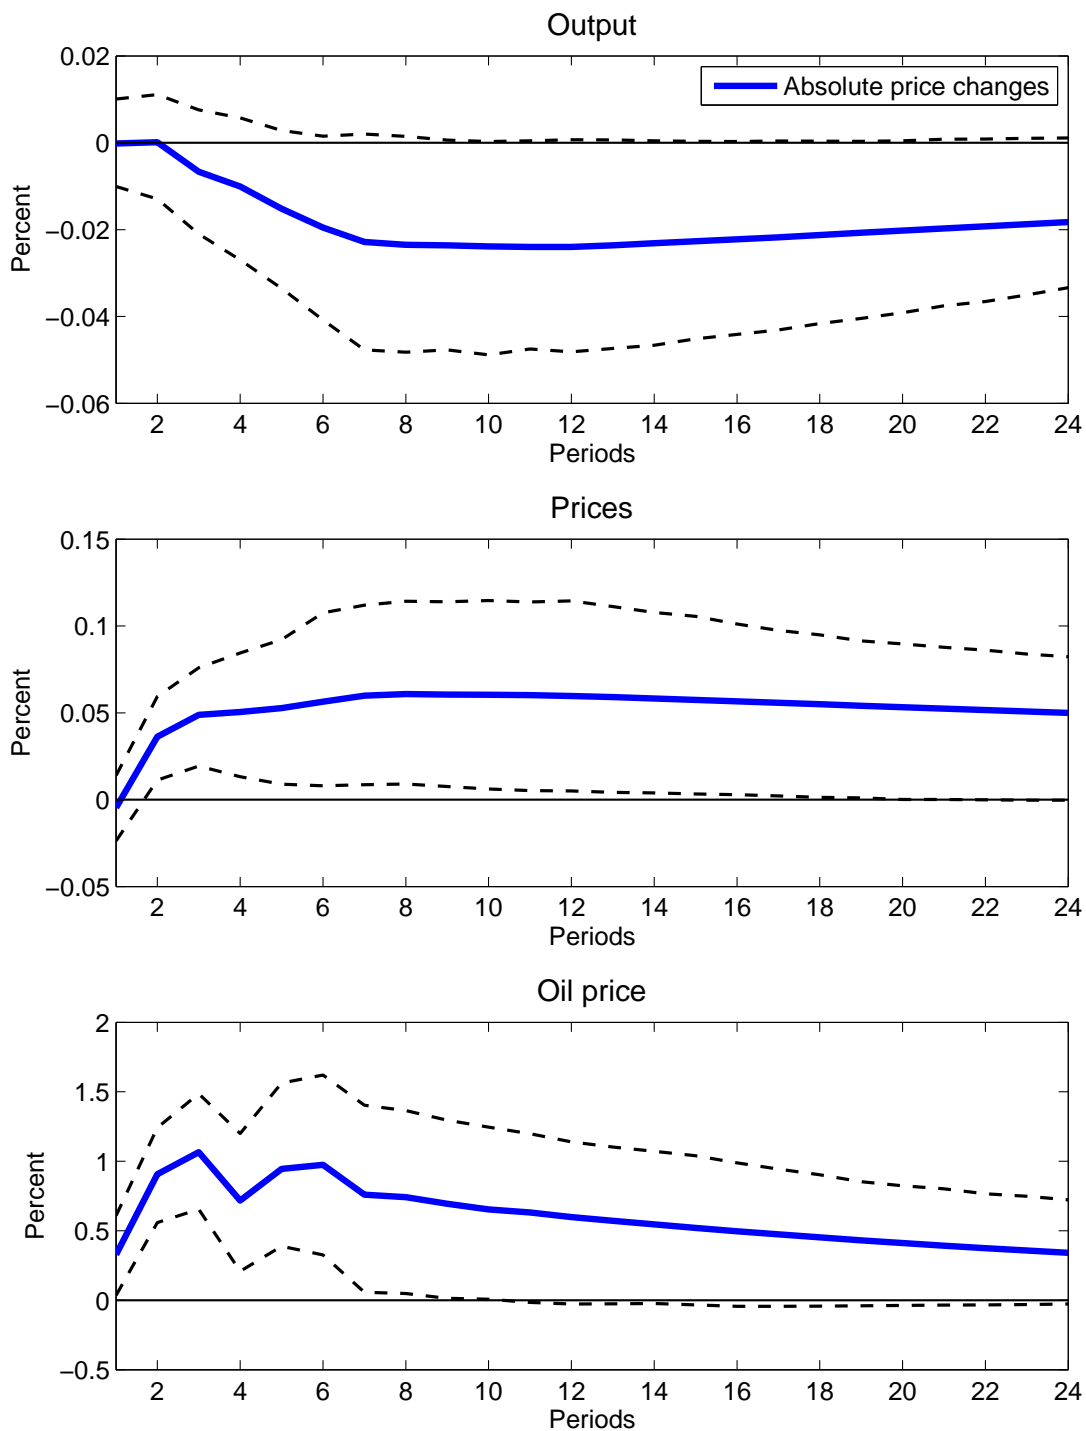 Output
0.02
Absolute price changes
0
−0.02
−0.04
−0.06
Percent
2 4 6 8 10 12 14 16 18 20 22 24
Periods
Prices
0.15
0.1
0.05
0
−0.05
Percent
2 4 6 8 10 12 14 16 18 20 22 24
Periods
Oil price
2
1.5
1
0.5
0
−0.5
Percent
2 4 6 8 10 12 14 16 18 20 22 24
Periods